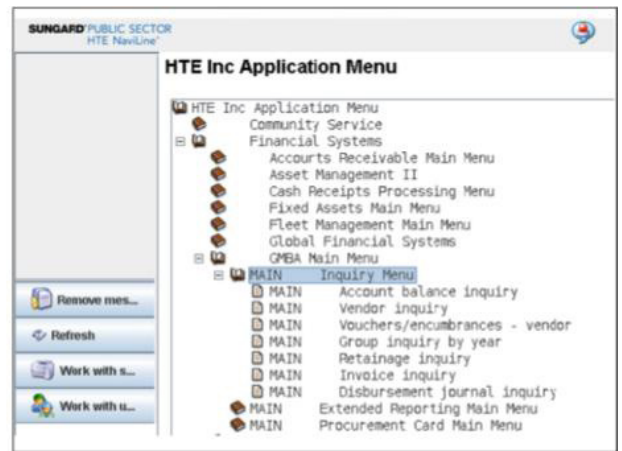 SUNGARD® PUBLIC SECTOR
HTE NaviLine®
HTE Inc Application Menu
HTE Inc Application Menu
Community Service
Financial Systems
Accourts Receivable Main Menu
Asset Management II
Cash Receipts Processing Menu
Fixed Assets Main Menu
Fleet Management Main Menu
Global Financial Systems
GMBA Main Menu
MAIN Inquiry Menu
MAIN Account balance inquiry
MAIN Vendor inquiry
MAIN Vouchers/encumbrances - vendor
MAIN Group inquiry by year
MAIN Retainage inquiry
MAIN Invoice inquiry
MAIN Disbursement journal inquiry
MAIN Extended Reporting Main Menu
MAIN Procurement Card Main Menu
Remove mes...
Refresh
Work with s...
Work with u...